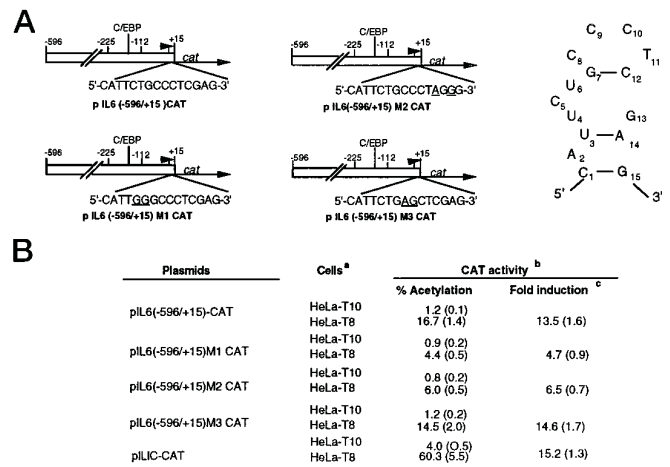 A
-596 -225 C/EBP -112 +15 cat
5'-CATTCTGCCCTCGAG-3'
p IL6 (-596/+15 )CAT
-596 -225 C/EBP -112 +15 cat
5'-CATTCTGCCCTAGGG-3'
p IL6(-596/+15) M2 CAT
-596 -225 C/EBP -112 +15 cat
5'-CATTGGGCCCTCGAG-3'
p IL6 (-596/+15) M1 CAT
-596 -225 C/EBP -112 +15 cat
5'-CATTCTGAGCTCGAG-3'
p IL6 (-596/+15) M3 CAT
C9 C10
C8 T11
G7 C12
U6
C5
U4 G13
U3 A14
A2
C1 G15
5' 3'
B
Plasmids Cells a CAT activity b
% Acetylation Fold induction c
pIL6(-596/+15)-CAT HeLa-T10 1.2 (0.1)
HeLa-T8 16.7 (1.4) 13.5 (1.6)
pIL6(-596/+15)M1 CAT HeLa-T10 0.9 (0.2)
HeLa-T8 4.4 (0.5) 4.7 (0.9)
pIL6(-596/+15)M2 CAT HeLa-T10 0.8 (0.2)
HeLa-T8 6.0 (0.5) 6.5 (0.7)
pIL6(-596/+15)M3 CAT HeLa-T10 1.2 (0.2)
HeLa-T8 14.5 (2.0) 14.6 (1.7)
pLIC-CAT HeLa-T10 4.0 (O.5)
HeLa-T8 60.3 (5.5) 15.2 (1.3)